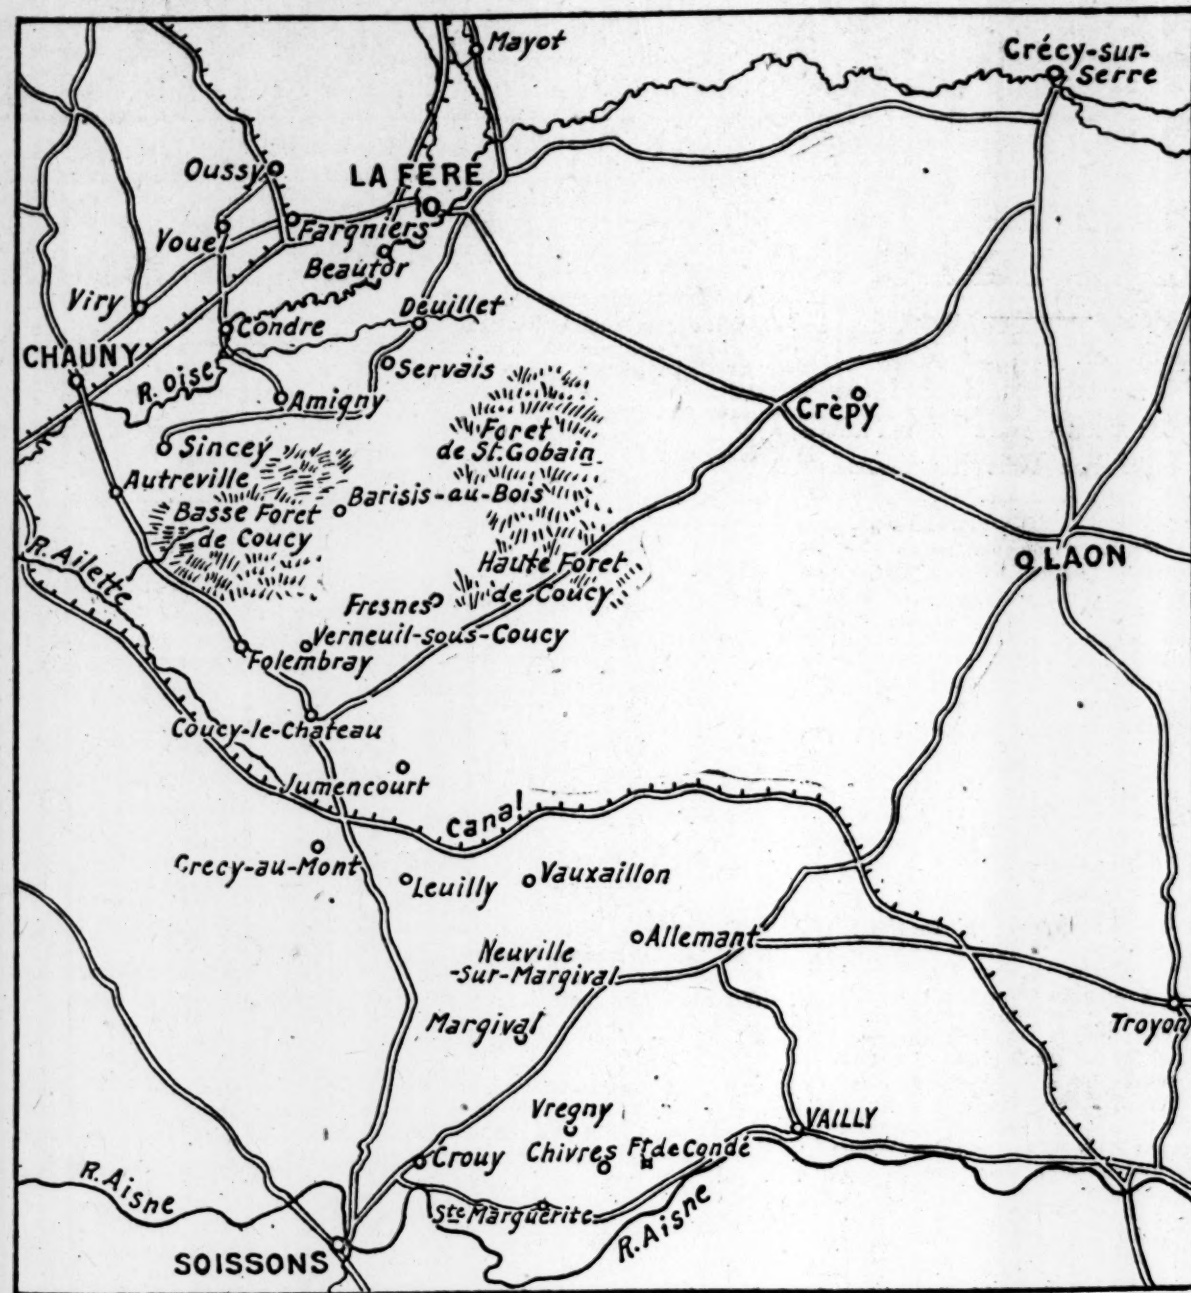 Mayot
Crécy-sur-
Serre
Oussy
LA FERE
Vouel
Fargniers
Beautor
Viry
Deuillet
Condre
CHAUNY
R. Oise
Servais
Amigny
Crèpy
Foret
de St. Gobain
Sincey
Autreville
Barisis-au-Bois
Basse Foret
de Coucy
R. Ailette
Haute Foret
de Coucy
LAON
Fresnes
Verneuil-sous-Coucy
Folembray
Coucy-le-Chateau
Jumencourt
Canal
Crecy-au-Mont
Leuilly
Vauxaillon
Allemant
Neuville
-Sur-Margival
Margival
Troyon
Vregny
VAILLY
Crouy
Chivres
Ft. de Condé
R. Aisne
Ste Marguerite
R. Aisne
SOISSONS